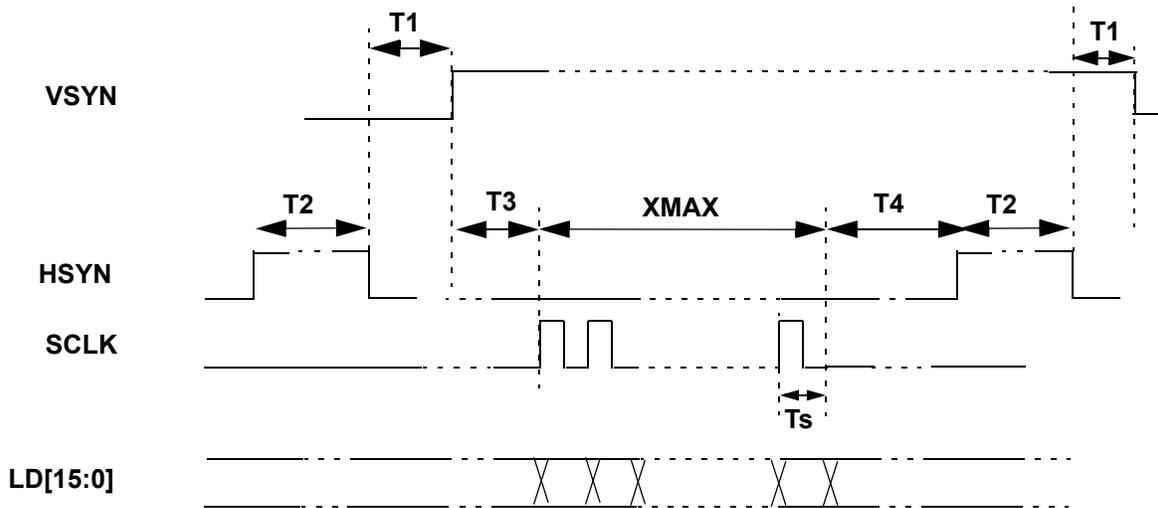 T1
T1
VSYN
T2
T3
XMAX
T4
T2
HSYN
SCLK
Ts
LD[15:0]